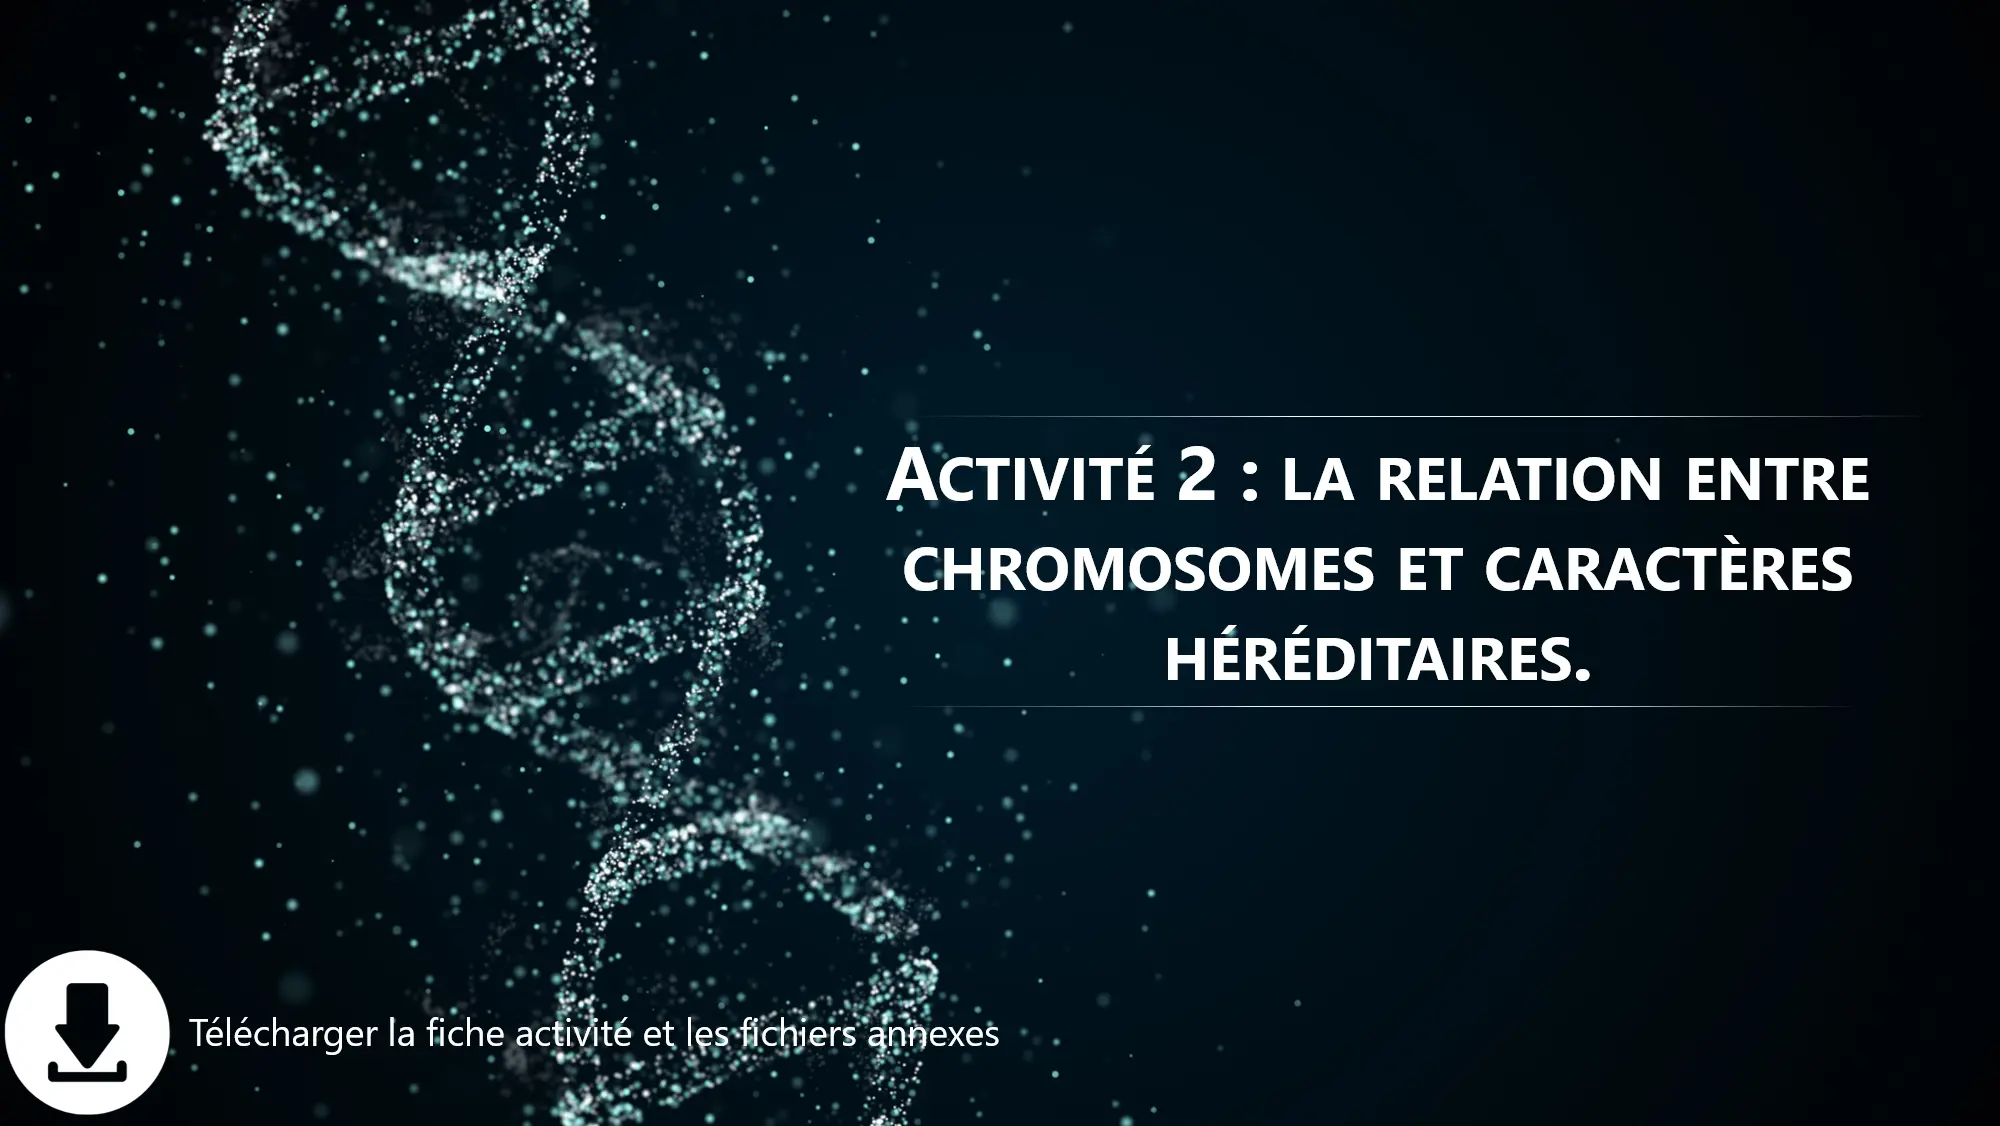 Activité 2 : la relation entre
chromosomes et caractères
héréditaires.
Télécharger la fiche activité et les fichiers annexes